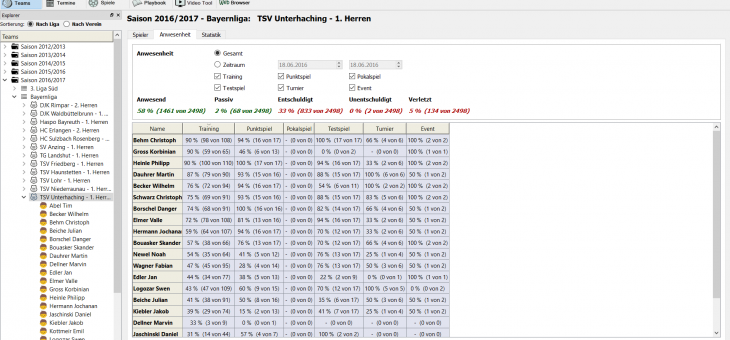 Teams Termine Spiele Playbook Video Tool Web Browser
Explorer
Sortierung: Nach Liga Nach Verein
Teams
Saison 2012/2013
Saison 2013/2014
Saison 2014/2015
Saison 2015/2016
Saison 2016/2017
3. Liga Süd
Bayernliga
DJK Rimpar - 2. Herren
DJK Waldbüttelbrunn - 1. ...
Haspo Bayreuth - 1. Herren
HC Erlangen - 2. Herren
HC Sulzbach Rosenberg - ...
SV Anzing - 1. Herren
TG Landshut - 1. Herren
TSV Friedberg - 1. Herren
TSV Haunstetten - 1. Herren
TSV Lohr - 1. Herren
TSV Niederraunau - 1. Herr...
TSV Unterhaching - 1. Herren
Abel Tim
Becker Wilhelm
Behm Christoph
Beiche Julian
Borschel Danger
Bouasker Skander
Dauhrer Martin
Dellner Marvin
Edler Jan
Elmer Valle
Gross Korbinian
Heinle Philipp
Hermann Jochanan
Jaschinski Daniel
Kiebler Jakob
Kottmeir Emil
Logozar Swen
Saison 2016/2017 - Bayernliga: TSV Unterhaching - 1. Herren
Spieler Anwesenheit Statistik
Anwesenheit Gesamt
Zeitraum 18.06.2016 18.06.2016
Training Punktspiel Pokalspiel
Testspiel Turnier Event
Anwesend Passiv Entschuldigt Unentschuldigt Verletzt
58 % (1461 von 2498) 2 % (68 von 2498) 33 % (833 von 2498) 0 % (2 von 2498) 5 % (134 von 2498)
Name Training Punktspiel Pokalspiel Testspiel Turnier Event
Behm Christoph 90 % (98 von 108) 94 % (16 von 17) - (0 von 0) 100 % (17 von 17) 66 % (4 von 6) 100 % (2 von 2)
Gross Korbinian 90 % (59 von 65) 46 % (6 von 13) - (0 von 0) 0 % (0 von 2) - (0 von 0) 100 % (1 von 1)
Heinle Philipp 90 % (100 von 110) 100 % (17 von 17) - (0 von 0) 94 % (16 von 17) 33 % (2 von 6) 100 % (2 von 2)
Dauhrer Martin 87 % (79 von 90) 93 % (15 von 16) - (0 von 0) 88 % (15 von 17) 100 % (6 von 6) 50 % (1 von 2)
Becker Wilhelm 76 % (72 von 94) 94 % (16 von 17) - (0 von 0) 54 % (6 von 11) 100 % (2 von 2) 100 % (2 von 2)
Schwarz Christoph 75 % (69 von 91) 93 % (15 von 16) - (0 von 0) 88 % (15 von 17) 83 % (5 von 6) 50 % (1 von 2)
Borschel Danger 74 % (68 von 91) 100 % (16 von 16) - (0 von 0) 82 % (14 von 17) 66 % (4 von 6) 50 % (1 von 2)
Elmer Valle 72 % (78 von 108) 81 % (13 von 16) - (0 von 0) 94 % (16 von 17) 33 % (2 von 6) 50 % (1 von 2)
Hermann Jochanan 59 % (64 von 107) 94 % (16 von 17) - (0 von 0) 70 % (12 von 17) 33 % (2 von 6) 100 % (2 von 2)
Bouasker Skander 57 % (38 von 66) 76 % (13 von 17) - (0 von 0) 70 % (12 von 17) 66 % (4 von 6) 100 % (2 von 2)
Newel Noah 54 % (35 von 64) 41 % (5 von 12) - (0 von 0) 76 % (13 von 17) 25 % (1 von 4) 50 % (1 von 2)
Wagner Fabian 47 % (45 von 95) 28 % (4 von 14) - (0 von 0) 76 % (13 von 17) 50 % (3 von 6) 50 % (1 von 2)
Edler Jan 44 % (34 von 77) 38 % (5 von 13) - (0 von 0) 22 % (2 von 9) 0 % (0 von 1) 100 % (1 von 1)
Logozar Swen 43 % (47 von 109) 60 % (9 von 15) - (0 von 0) 70 % (12 von 17) 100 % (5 von 5) 0 % (0 von 2)
Beiche Julian 41 % (38 von 91) 50 % (8 von 16) - (0 von 0) 35 % (6 von 17) 50 % (3 von 6) 50 % (1 von 2)
Kiebler Jakob 39 % (29 von 74) 15 % (2 von 13) - (0 von 0) 41 % (7 von 17) 25 % (1 von 4) 50 % (1 von 2)
Dellner Marvin 33 % (3 von 9) 0 % (0 von 1) - (0 von 0) - (0 von 0) - (0 von 0) - (0 von 0)
Jaschinski Daniel 31 % (14 von 44) 57 % (4 von 7) - (0 von 0) 100 % (2 von 2) - (0 von 0) - (0 von 0)